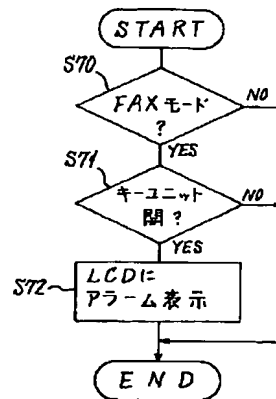 START
S70
FAXモード
?
NO
YES
S71
キーユニット
開?
NO
YES
S72
LCDに
アラーム表示
END